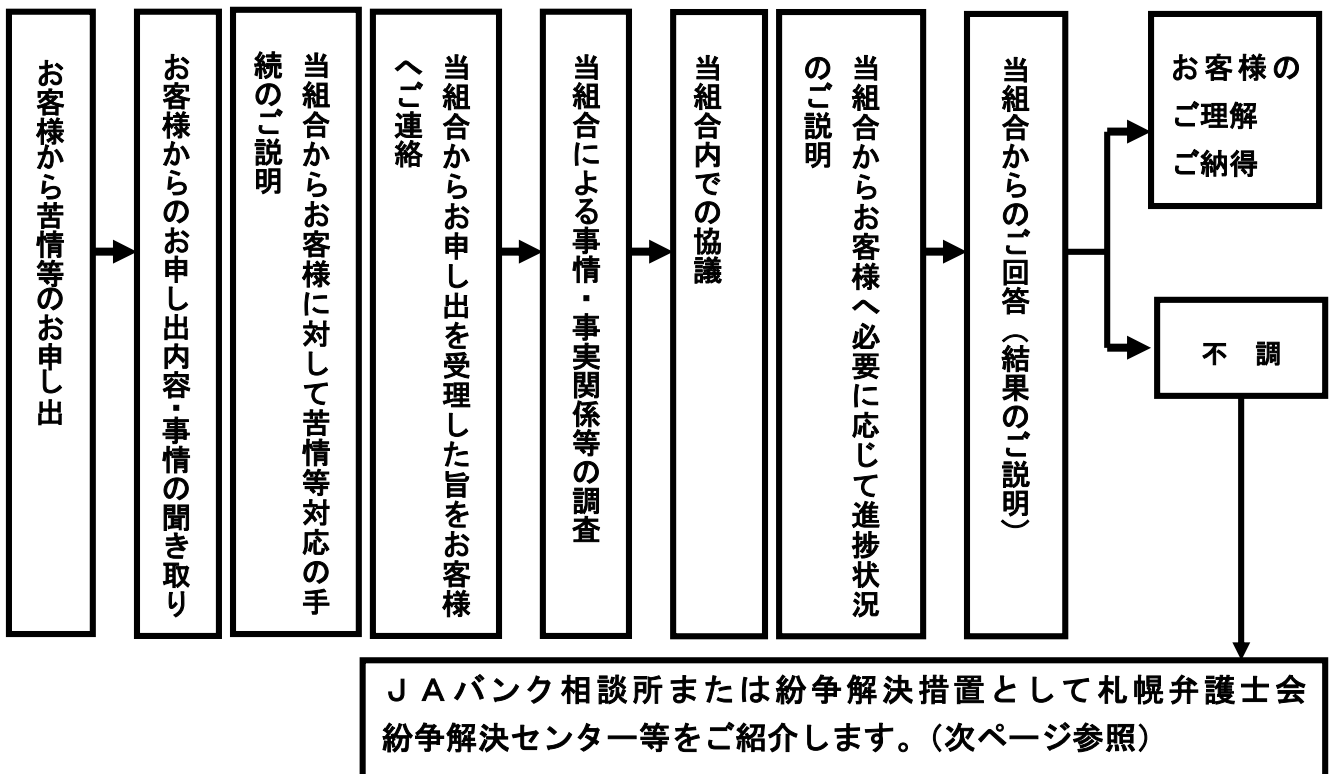 お客様から苦情等のお申し出
お客様からのお申し出内容・事情の聞き取り
当組合からお客様に対して苦情等対応の手
続のご説明
当組合からお申し出を受理した旨をお客様
へご連絡
当組合による事情・事実関係等の調査
当組合内での協議
当組合からお客様へ必要に応じて進捗状況
のご説明
当組合からのご回答（結果のご説明）
お客様の
ご理解
ご納得
不　調
ＪＡバンク相談所または紛争解決措置として札幌弁護士会
紛争解決センター等をご紹介します。（次ページ参照）